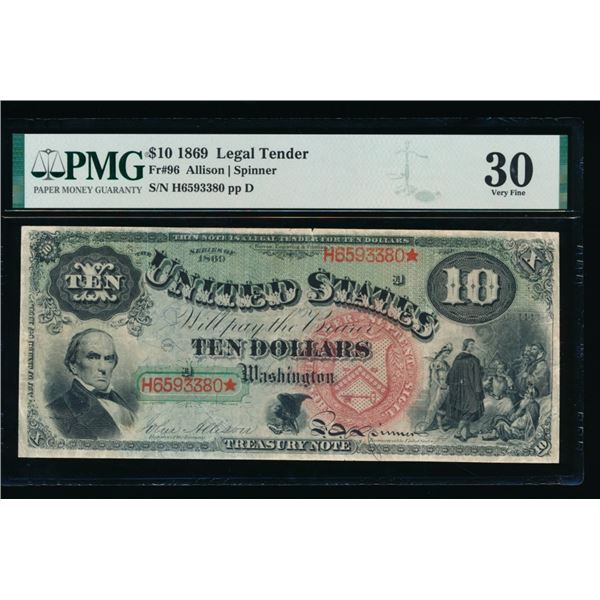 PMG
PAPER MONEY GUARANTY
$10 1869 Legal Tender
Fr#96 Allison | Spinner
S/N H6593380 pp D
30
Very Fine
THIS NOTE IS A LEGAL TENDER FOR TEN DOLLARS
SERIES OF
1869
H6593380★
TEN
UNITED STATES
10
X
Will pay the Bearer
TEN DOLLARS
Washington
H6593380★
John Allison
TREASURY NOTE